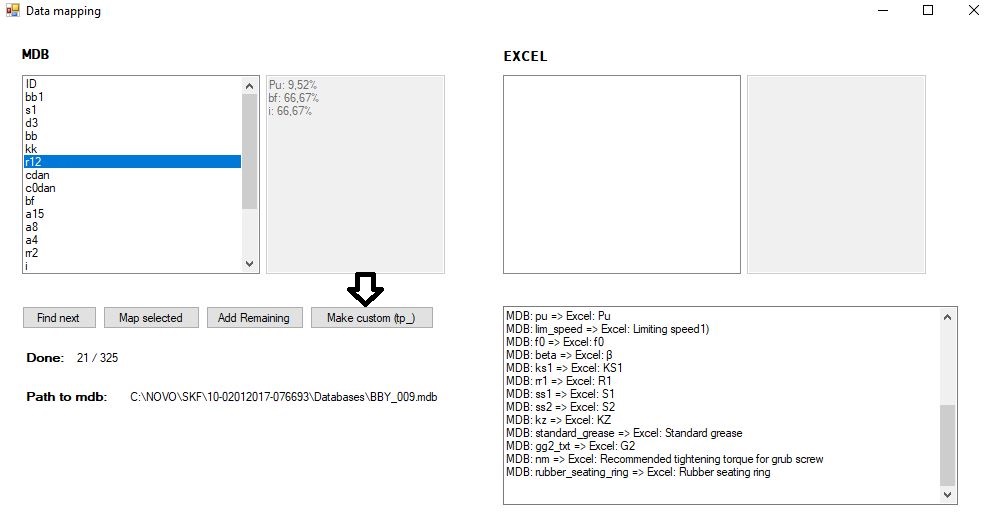 Data mapping
MDB
EXCEL
ID
bb1
s1
d3
bb
kk
r12
cdan
c0dan
bf
a15
a8
a4
rr2
i
Pu: 9,52%
bf: 66,67%
i: 66,67%
Find next
Map selected
Add Remaining
Make custom (tp_)
Done: 21 / 325
Path to mdb: C:\NOVO\SKF\10-02012017-076693\Databases\BBY_009.mdb
MDB: pu => Excel: Pu
MDB: lim_speed => Excel: Limiting speed1)
MDB: f0 => Excel: f0
MDB: beta => Excel: β
MDB: ks1 => Excel: KS1
MDB: rr1 => Excel: R1
MDB: ss1 => Excel: S1
MDB: ss2 => Excel: S2
MDB: kz => Excel: KZ
MDB: standard_grease => Excel: Standard grease
MDB: gg2_txt => Excel: G2
MDB: nm => Excel: Recommended tightening torque for grub screw
MDB: rubber_seating_ring => Excel: Rubber seating ring